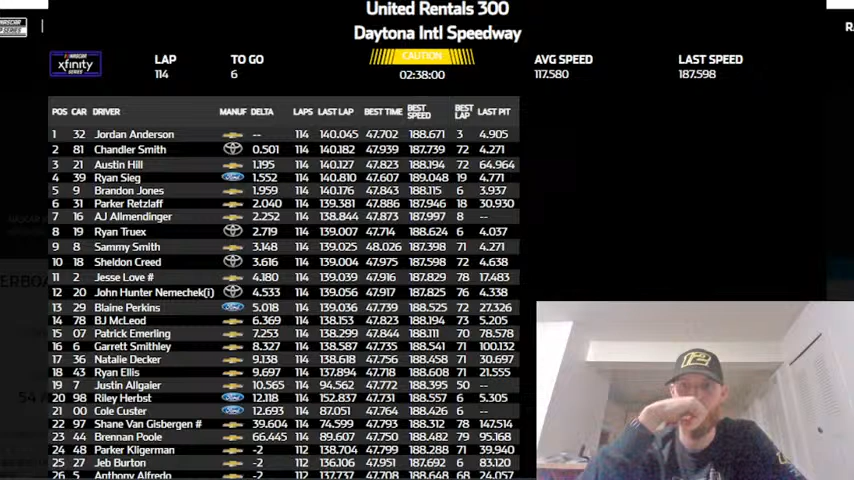 United Rentals 300
Daytona Intl Speedway
NASCAR
xfinity
SERIES
LAP
114
TO GO
6
CAUTION
02:38:00
AVG SPEED
117.580
LAST SPEED
187.598
POS CAR DRIVER MANUF DELTA LAPS LAST LAP BEST TIME BEST SPEED BEST LAP LAST PIT
1 32 Jordan Anderson -- 114 140.045 47.702 188.671 3 4.905
2 81 Chandler Smith 0.501 114 140.182 47.939 187.739 72 4.271
3 21 Austin Hill 1.195 114 140.127 47.823 188.194 72 64.964
4 39 Ryan Sieg 1.552 114 140.810 47.607 189.048 19 4.771
5 9 Brandon Jones 1.959 114 140.176 47.843 188.115 6 3.937
6 31 Parker Retzlaff 2.040 114 139.381 47.886 187.946 18 30.930
7 16 AJ Allmendinger 2.252 114 138.844 47.873 187.997 8 --
8 19 Ryan Truex 2.719 114 139.007 47.714 188.624 6 4.037
9 8 Sammy Smith 3.148 114 139.025 48.026 187.398 71 4.271
10 18 Sheldon Creed 3.616 114 139.004 47.975 187.598 72 4.638
11 2 Jesse Love # 4.180 114 139.039 47.916 187.829 78 17.483
12 20 John Hunter Nemechek(i) 4.533 114 139.056 47.917 187.825 76 4.338
13 29 Blaine Perkins 5.018 114 139.036 47.739 188.525 72 27.326
14 78 BJ McLeod 6.369 114 138.153 47.823 188.194 73 5.205
15 07 Patrick Emerling 7.253 114 138.299 47.844 188.111 70 78.578
16 6 Garrett Smithley 8.327 114 138.587 47.735 188.541 71 100.132
17 36 Natalie Decker 9.138 114 138.618 47.756 188.458 71 30.697
18 43 Ryan Ellis 9.697 114 137.894 47.718 188.608 71 21.555
19 7 Justin Allgaier 10.565 114 94.562 47.772 188.395 50 --
20 98 Riley Herbst 12.118 114 152.837 47.731 188.557 6 5.305
21 00 Cole Custer 12.693 114 87.051 47.764 188.426 6 --
22 97 Shane Van Gisbergen # 39.604 114 74.599 47.793 188.312 78 147.514
23 44 Brennan Poole 66.445 114 89.607 47.750 188.482 79 95.168
24 48 Parker Kligerman -2 112 138.704 47.799 188.288 71 39.940
25 27 Jeb Burton -2 112 136.106 47.951 187.692 6 83.120
26 5 Anthony Alfredo -2 112 137.737 47.708 188.648 68 24.057